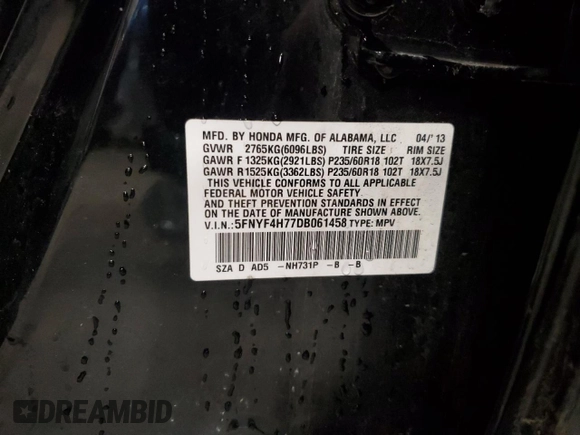 MFD. BY HONDA MFG. OF ALABAMA, LLC 04/'13
GVWR 2765KG(6096LBS) TIRE SIZE RIM SIZE
GAWR F 1325KG(2921LBS) P235/60R18 102T 18X7.5J
GAWR R 1525KG(3362LBS) P235/60R18 102T 18X7.5J
THIS VEHICLE CONFORMS TO ALL APPLICABLE
FEDERAL MOTOR VEHICLE SAFETY,
AND THEFT PREVENTION STANDARDS IN EFFECT
ON THE DATE OF MANUFACTURE SHOWN ABOVE.
V.I.N.:5FNYF4H77DB061458 TYPE: MPV
SZA D AD5 -NH731P -B -B
DREAMBID